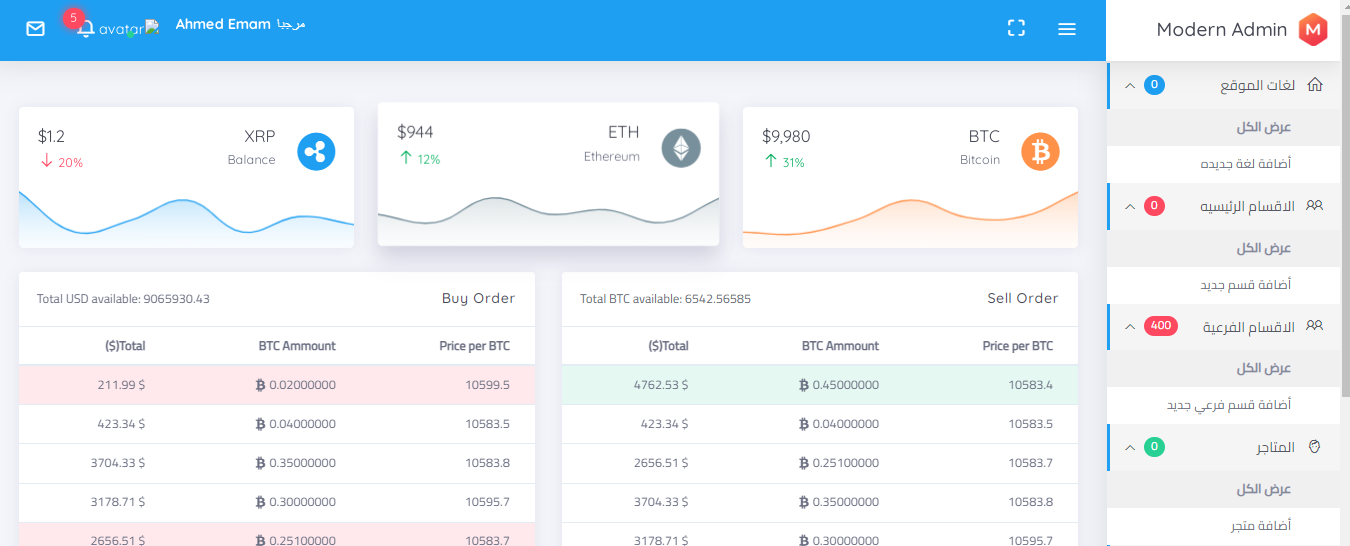 Modern Admin
M
مرحبا Ahmed Emam
avatar
5
لغات الموقع
0
عرض الكل
أضافة لغة جديده
الاقسام الرئيسيه
0
عرض الكل
أضافة قسم جديد
الاقسام الفرعية
400
عرض الكل
أضافة قسم فرعي جديد
المتاجر
0
عرض الكل
أضافة متجر
BTC
Bitcoin
$9,980
31%
ETH
Ethereum
$944
12%
XRP
Balance
$1.2
20%
Sell Order
Total BTC available: 6542.56585
Price per BTC BTC Ammount ($)Total
10583.4 0.45000000 4762.53 $
10583.5 0.04000000 423.34 $
10583.7 0.25100000 2656.51 $
10583.8 0.35000000 3704.33 $
10595.7 0.30000000 3178.71 $
Buy Order
Total USD available: 9065930.43
Price per BTC BTC Ammount ($)Total
10599.5 0.02000000 211.99 $
10583.5 0.04000000 423.34 $
10583.8 0.35000000 3704.33 $
10595.7 0.30000000 3178.71 $
10583.7 0.25100000 2656.51 $